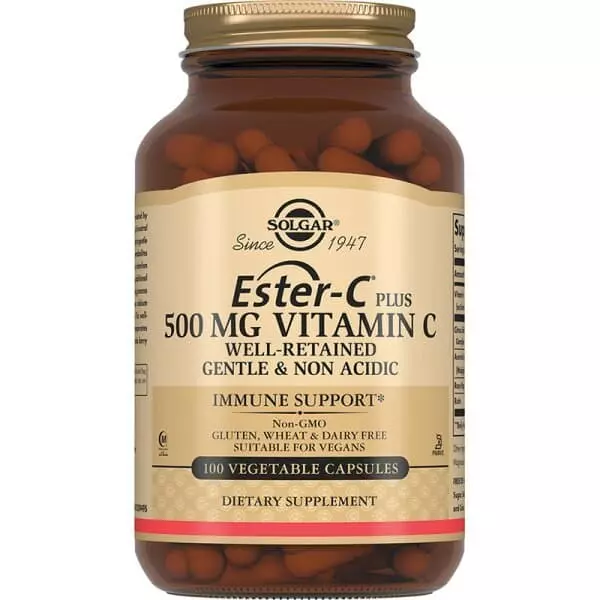 SOLGAR®
Since 1947
Ester-C® PLUS
500 MG VITAMIN C
WELL-RETAINED
GENTLE & NON ACIDIC
IMMUNE SUPPORT*
Non-GMO
GLUTEN, WHEAT & DAIRY FREE
SUITABLE FOR VEGANS
100 VEGETABLE CAPSULES
DIETARY SUPPLEMENT